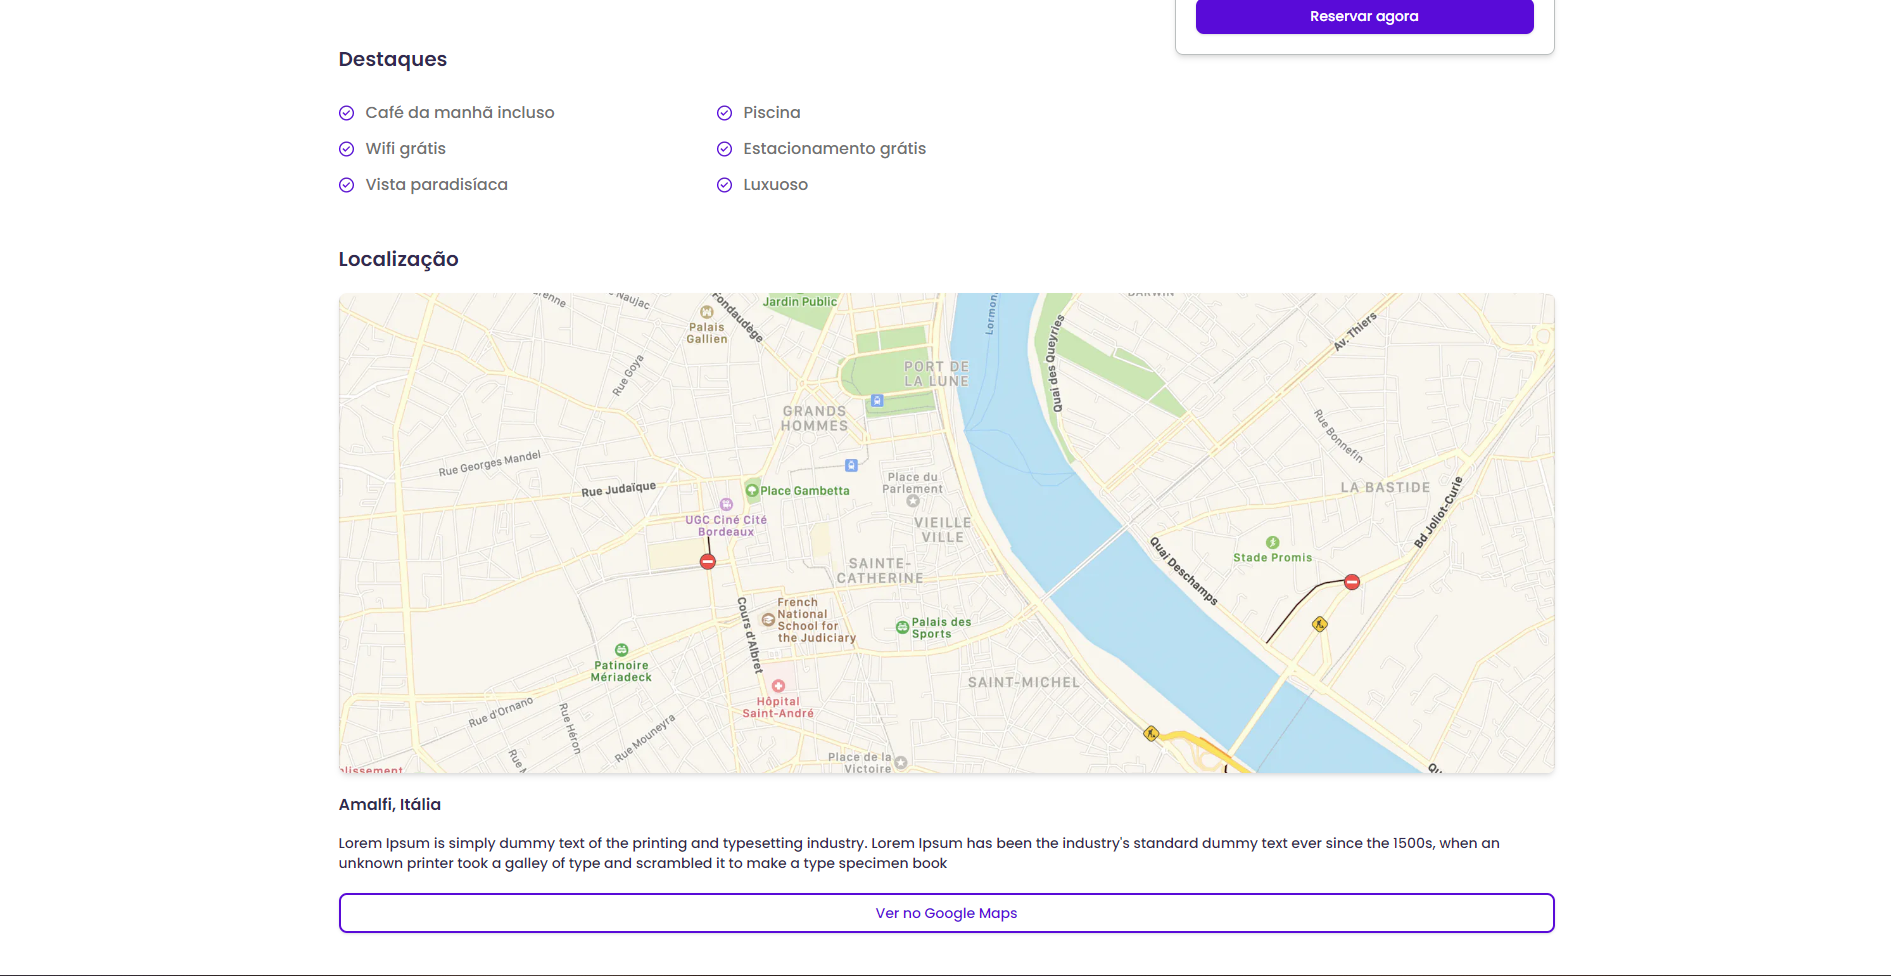 Reservar agora
Destaques
Café da manhã incluso
Piscina
Wifi grátis
Estacionamento grátis
Vista paradisíaca
Luxuoso
Localização
Naujac
Fondaudège
Jardin Public
Lormon
Palais
Gallien
Rue Goya
Quai des Queyries
Av. Thiers
PORT DE
LA LUNE
GRANDS
HOMMES
Rue Bonnefin
Rue Georges Mandel
Rue Judaïque
Place Gambetta
Place du
Parlement
LA BASTIDE
Bd Joliot-Curie
UGC Ciné Cité
Bordeaux
VIEILLE
VILLE
Quai Deschamps
Stade Promis
SAINTE-
CATHERINE
Cours d'Albret
French
National
School for
the Judiciary
Palais des
Sports
Patinoire
Mériadeck
SAINT-MICHEL
Hôpital
Saint-André
Rue d'Ornano
Rue Héron
Rue Mouneyra
Rue
Place de la
Victoire
Amalfi, Itália
Lorem Ipsum is simply dummy text of the printing and typesetting industry. Lorem Ipsum has been the industry's standard dummy text ever since the 1500s, when an
unknown printer took a galley of type and scrambled it to make a type specimen book
Ver no Google Maps